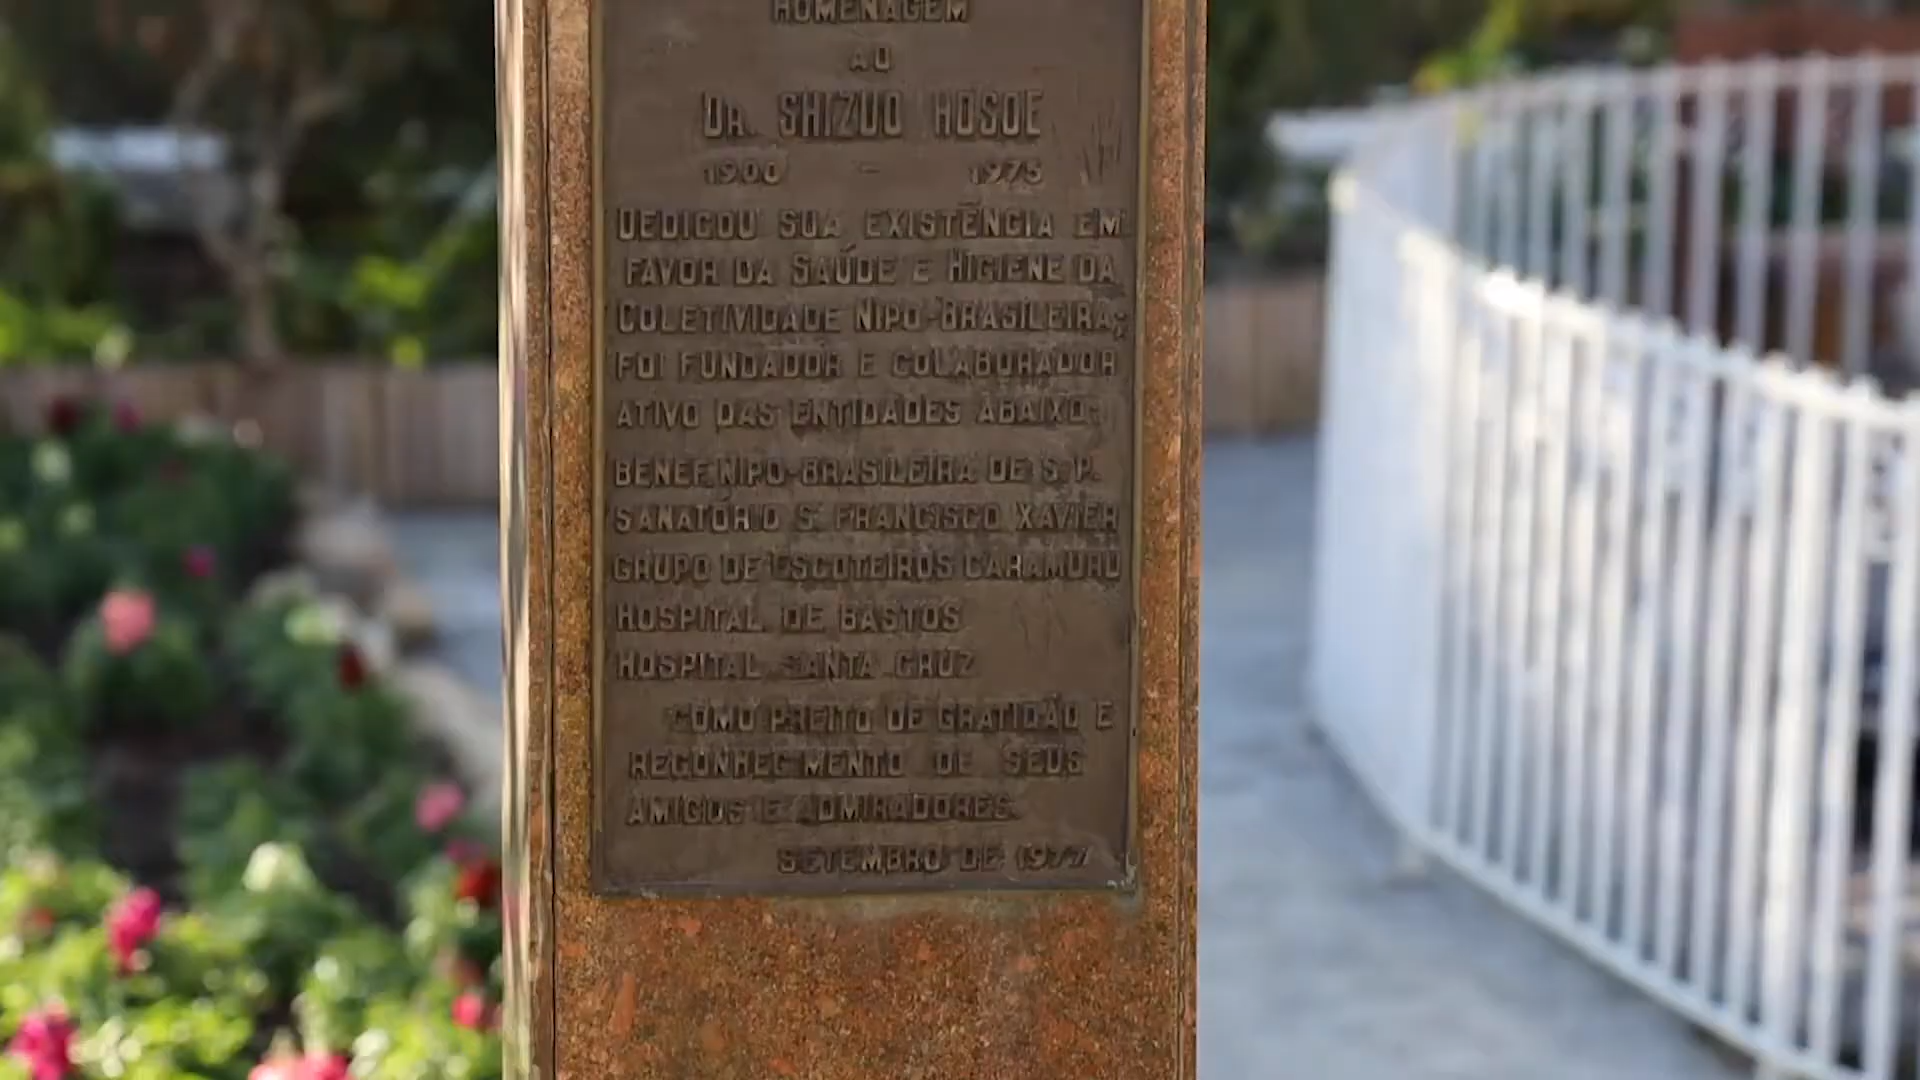 HOMENAGEM
AO
DR. SHIZUO HOSOE
1900 - 1975
DEDICOU SUA EXISTÊNCIA EM
FAVOR DA SAÚDE E HIGIENE DA
COLETIVIDADE NIPO-BRASILEIRA;
FOI FUNDADOR E COLABORADOR
ATIVO DAS ENTIDADES ABAIXO:
BENEF. NIPO-BRASILEIRA DE S. P.
SANATÓRIO S. FRANCISCO XAVIER
GRUPO DE ESCOTEIROS CARAMURU
HOSPITAL DE BASTOS
HOSPITAL SANTA CRUZ
COMO PREITO DE GRATIDÃO E
RECONHECIMENTO DE SEUS
AMIGOS E ADMIRADORES.
SETEMBRO DE 1977